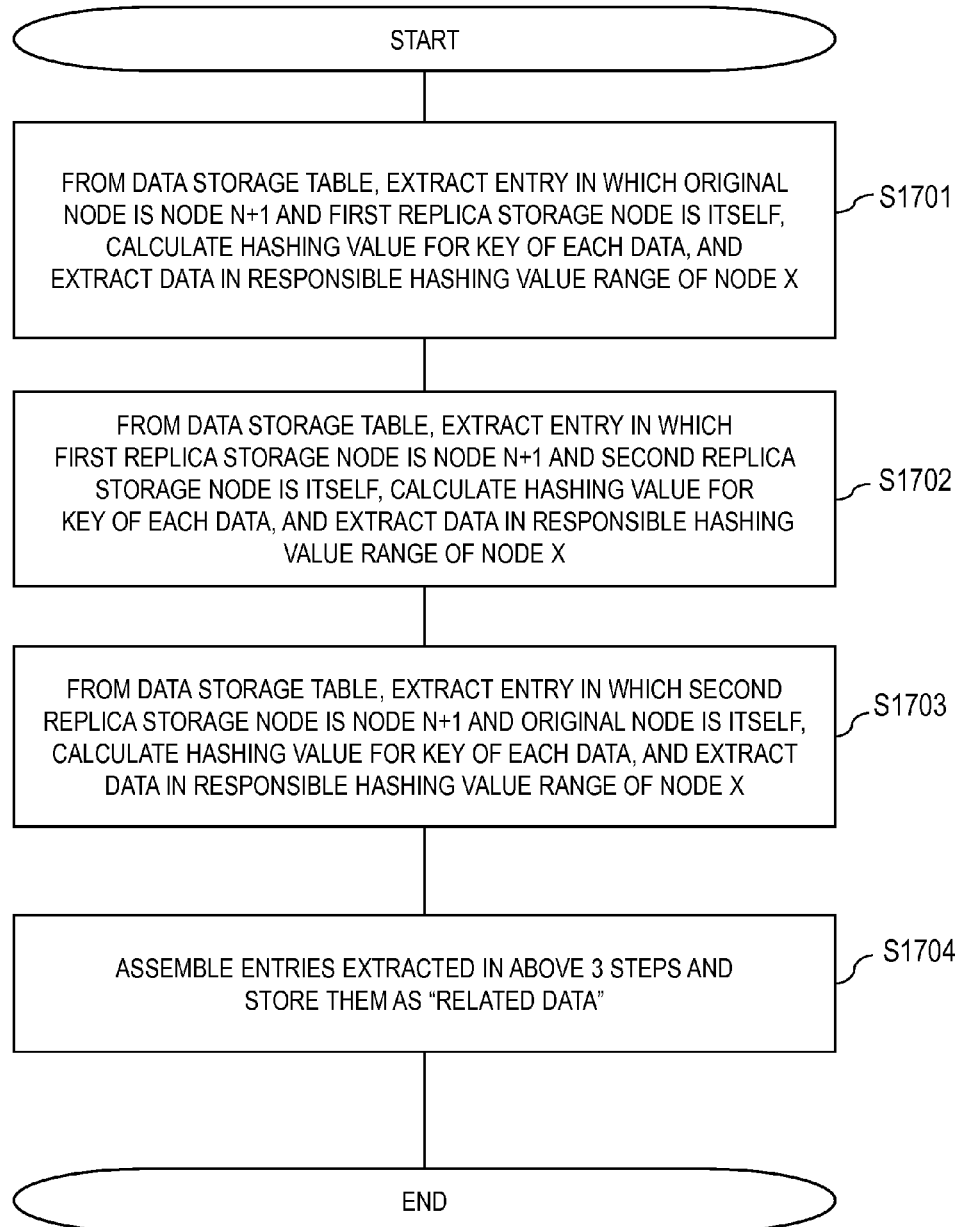 START
FROM DATA STORAGE TABLE, EXTRACT ENTRY IN WHICH ORIGINAL
NODE IS NODE N+1 AND FIRST REPLICA STORAGE NODE IS ITSELF,
CALCULATE HASHING VALUE FOR KEY OF EACH DATA, AND
EXTRACT DATA IN RESPONSIBLE HASHING VALUE RANGE OF NODE X
S1701
FROM DATA STORAGE TABLE, EXTRACT ENTRY IN WHICH
FIRST REPLICA STORAGE NODE IS NODE N+1 AND SECOND REPLICA
STORAGE NODE IS ITSELF, CALCULATE HASHING VALUE FOR
KEY OF EACH DATA, AND EXTRACT DATA IN RESPONSIBLE HASHING
VALUE RANGE OF NODE X
S1702
FROM DATA STORAGE TABLE, EXTRACT ENTRY IN WHICH SECOND
REPLICA STORAGE NODE IS NODE N+1 AND ORIGINAL NODE IS ITSELF,
CALCULATE HASHING VALUE FOR KEY OF EACH DATA, AND EXTRACT
DATA IN RESPONSIBLE HASHING VALUE RANGE OF NODE X
S1703
ASSEMBLE ENTRIES EXTRACTED IN ABOVE 3 STEPS AND
STORE THEM AS “RELATED DATA”
S1704
END